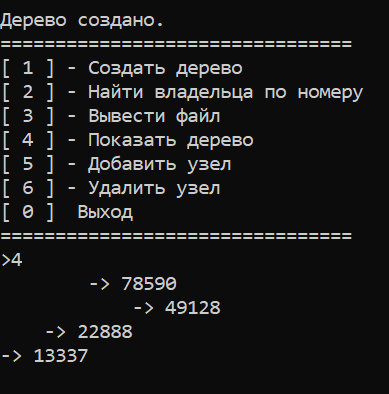 Дерево создано.
================================
[ 1 ] - Создать дерево
[ 2 ] - Найти владельца по номеру
[ 3 ] - Вывести файл
[ 4 ] - Показать дерево
[ 5 ] - Добавить узел
[ 6 ] - Удалить узел
[ 0 ]  Выход
================================
>4
        -> 78590
            -> 49128
    -> 22888
-> 13337